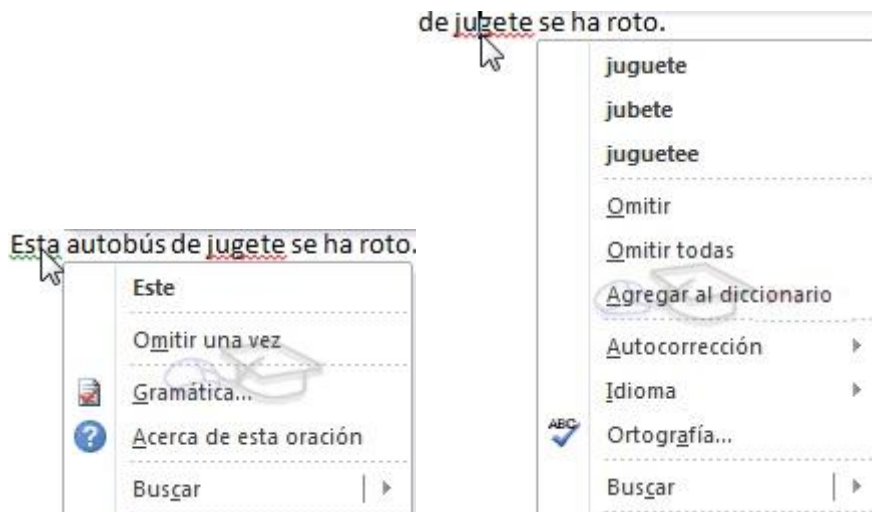 Esta autobús de jugete se ha roto.
Este
Omitir una vez
Gramática...
Acerca de esta oración
Buscar
de jugete se ha roto.
juguete
jubete
juguetee
Omitir
Omitir todas
Agregar al diccionario
Autocorrección
Idioma
ABC
Ortografía...
Buscar